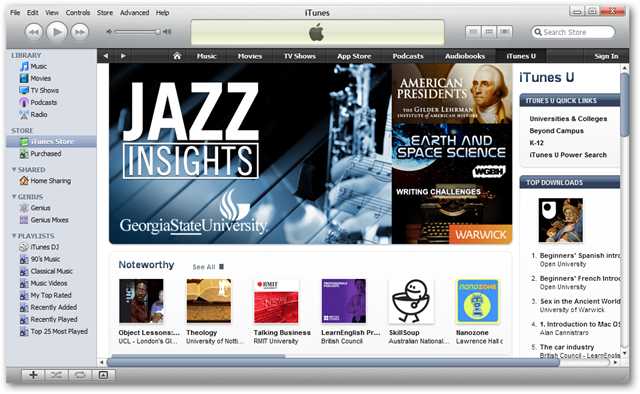 iTunes
File Edit View Controls Store Advanced Help
Search Store
Music Movies TV Shows App Store Podcasts Audiobooks iTunes U Sign In
LIBRARY
Music
Movies
TV Shows
Podcasts
Radio
STORE
iTunes Store
Purchased
SHARED
Home Sharing
GENIUS
Genius
Genius Mixes
PLAYLISTS
iTunes DJ
90's Music
Classical Music
Music Videos
My Top Rated
Recently Added
Recently Played
Top 25 Most Played
JAZZ
INSIGHTS
GeorgiaStateUniversity
AMERICAN
PRESIDENTS
THE GILDER LEHRMAN
INSTITUTE of AMERICAN HISTORY
EARTH AND
SPACE SCIENCE
WGBH
WRITING CHALLENGES
WARWICK
Noteworthy See All
RMIT
UNIVERSITY
PROFESSIONALS
PODCASTS
BRITISH
COUNCIL
NANOZONE
Object Lessons:...
UCL - London's Gl...
Theology
University of Notti...
Talking Business
RMIT University
LearnEnglish Pr...
British Council
SkillSoup
Australian National...
Nanozone
Lawrence Hall o
iTunes U
ITUNES U QUICK LINKS
Universities & Colleges
Beyond Campus
K-12
iTunes U Power Search
TOP DOWNLOADS
1. Beginners' Spanish intro
Open University
2. Beginners' French Introd
Open University
3. Sex in the Ancient World
University of Warwick
4. 1. Introduction to Mac OS
Alan Cannistraro
5. The car industry
British Council - LearnEnglish